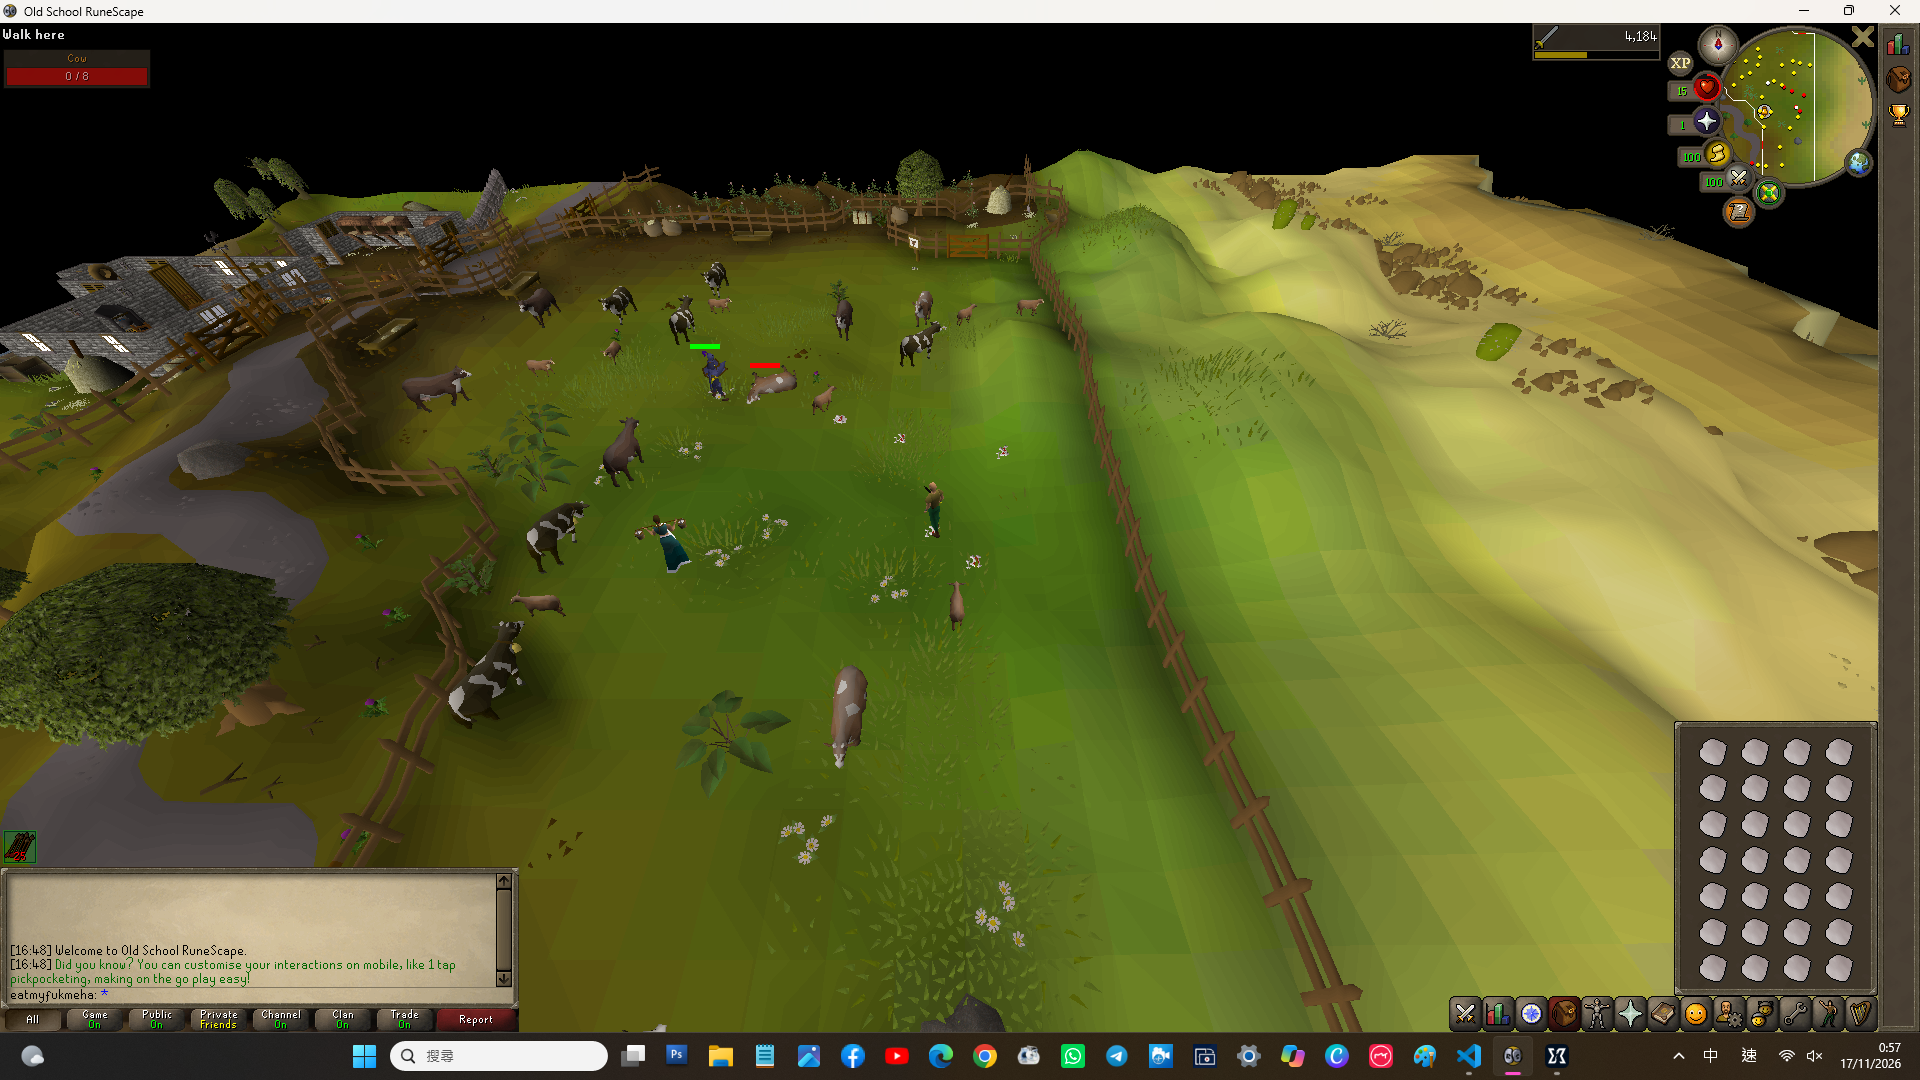 Old School RuneScape
Walk here
Cow
0 / 8
4,184
N
XP
15
1
100
100
23
[16:48] Welcome to Old School RuneScape.
[16:48] Did you know? You can customise your interactions on mobile, like 1 tap
pickpocketing, making on the go play easy!
eatmyfukmeha: *
All
Game
On
Public
On
Private
Friends
Channel
On
Clan
On
Trade
On
Report
搜尋
Ps
中
速
0:57
17/11/2026